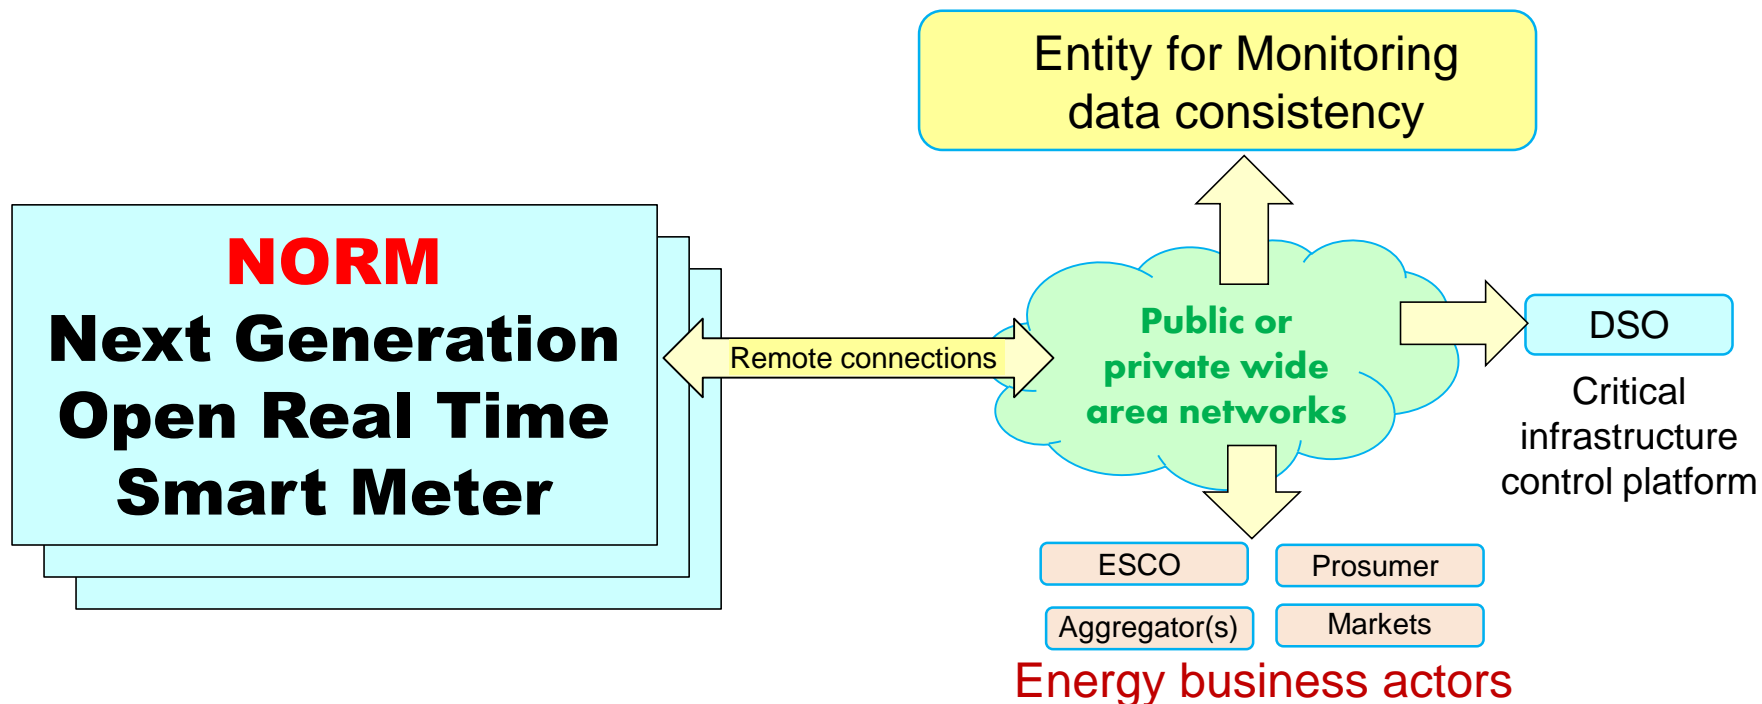 Entity for Monitoring
data consistency
NORM
Next Generation
Open Real Time
Smart Meter
Remote connections
Public or
private wide
area networks
DSO
Critical
infrastructure
control platform
ESCO
Prosumer
Aggregator(s)
Markets
Energy business actors